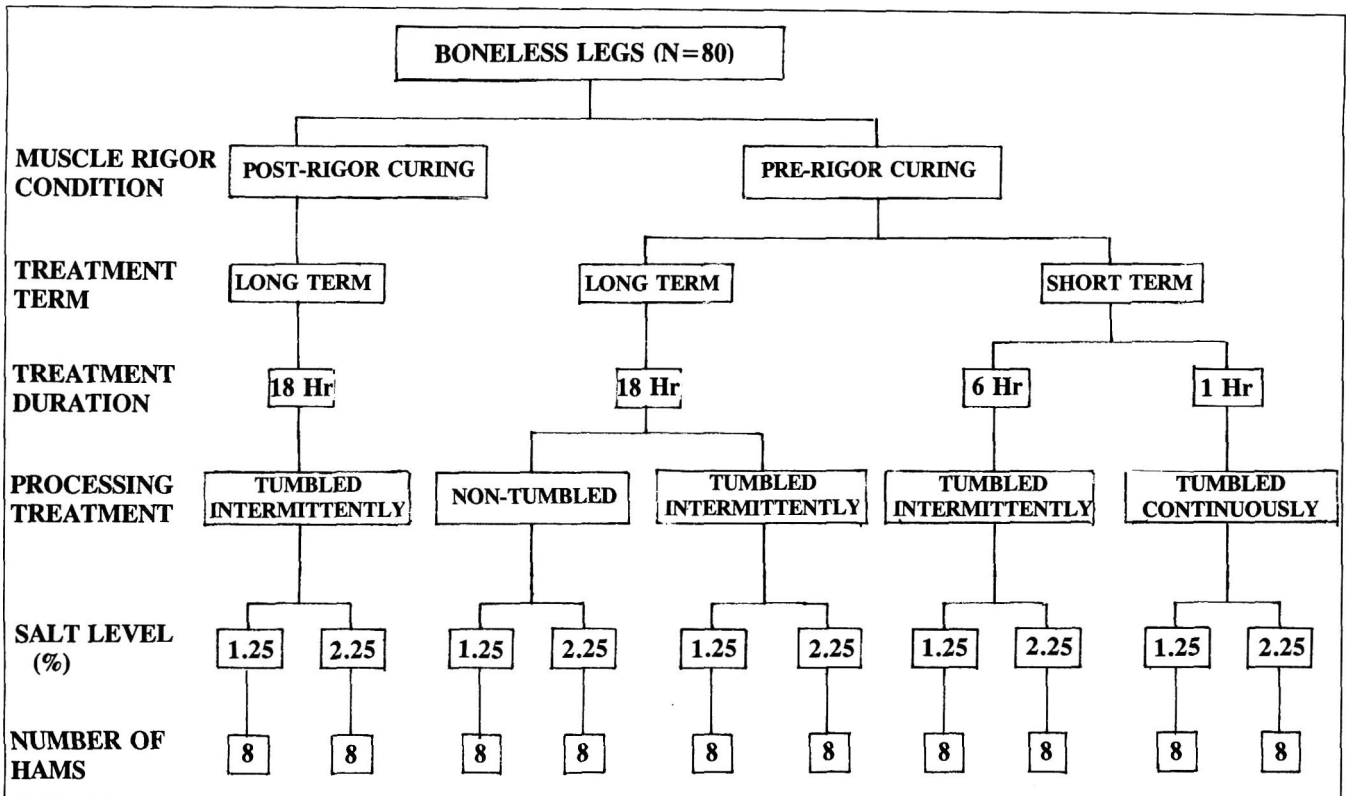 BONELESS LEGS (N=80)
MUSCLE RIGOR
CONDITION
POST-RIGOR CURING
PRE-RIGOR CURING
TREATMENT
TERM
LONG TERM
LONG TERM
SHORT TERM
TREATMENT
DURATION
18 Hr
18 Hr
6 Hr
1 Hr
PROCESSING
TREATMENT
TUMBLED
INTERMITTENTLY
NON-TUMBLED
TUMBLED
INTERMITTENTLY
TUMBLED
INTERMITTENTLY
TUMBLED
CONTINUOUSLY
SALT LEVEL
(%)
1.25
2.25
1.25
2.25
1.25
2.25
1.25
2.25
1.25
2.25
NUMBER OF
HAMS
8
8
8
8
8
8
8
8
8
8